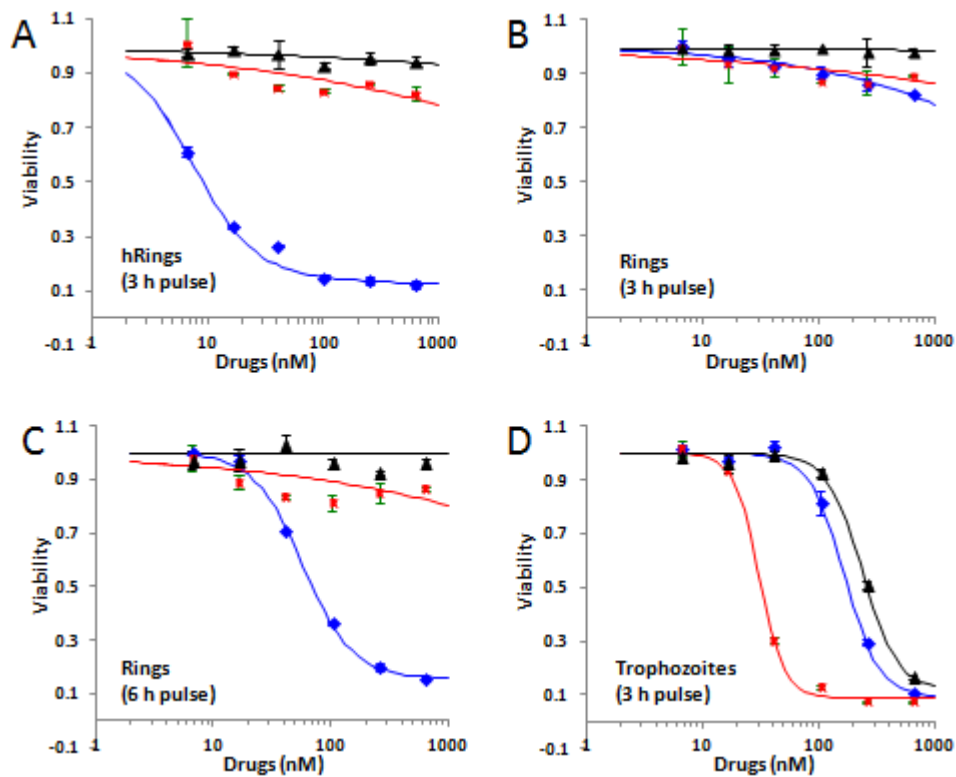 A
1.1
0.9
0.7
0.5
0.3
0.1
-0.1
Viability
hRings
(3 h pulse)
1
10
100
1000
Drugs (nM)
B
1.1
0.9
0.7
0.5
0.3
0.1
-0.1
Viability
Rings
(3 h pulse)
1
10
100
1000
Drugs (nM)
C
1.1
0.9
0.7
0.5
0.3
0.1
-0.1
Viability
Rings
(6 h pulse)
1
10
100
1000
Drugs (nM)
D
1.1
0.9
0.7
0.5
0.3
0.1
-0.1
Viability
Trophozoites
(3 h pulse)
1
10
100
1000
Drugs (nM)